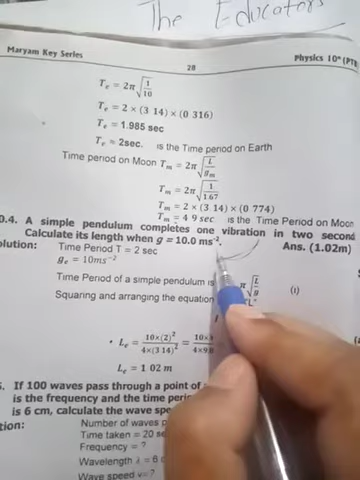 The Educators
Maryam Key Series
28
Physics 10th (PTB
Te = 2π √1/10
Te = 2 × (3 14) × (0 316)
Te = 1.985 sec
Te = 2sec. is the Time period on Earth
Time period on Moon Tm = 2π √L/gm
Tm = 2π √1/1.67
Tm = 2 × (3 14) × (0 774)
Tm = 4 9 sec is the Time Period on Moon
0.4. A simple pendulum completes one vibration in two second
Calculate its length when g = 10.0 ms⁻². Ans. (1.02m)
olution: Time Period T = 2 sec
ge = 10ms⁻²
Time Period of a simple pendulum is π √L/g (i)
Squaring and arranging the equation
Le = 10×(2)²/4×(3 14)² = 10×
Le = 1 02 m
. If 100 waves pass through a point of
is the frequency and the time peri
is 6 cm, calculate the wave spe
tion: Number of waves p
Time taken = 20 se
Frequency = ?
Wavelength λ = 6 c
Wave speed v= ?